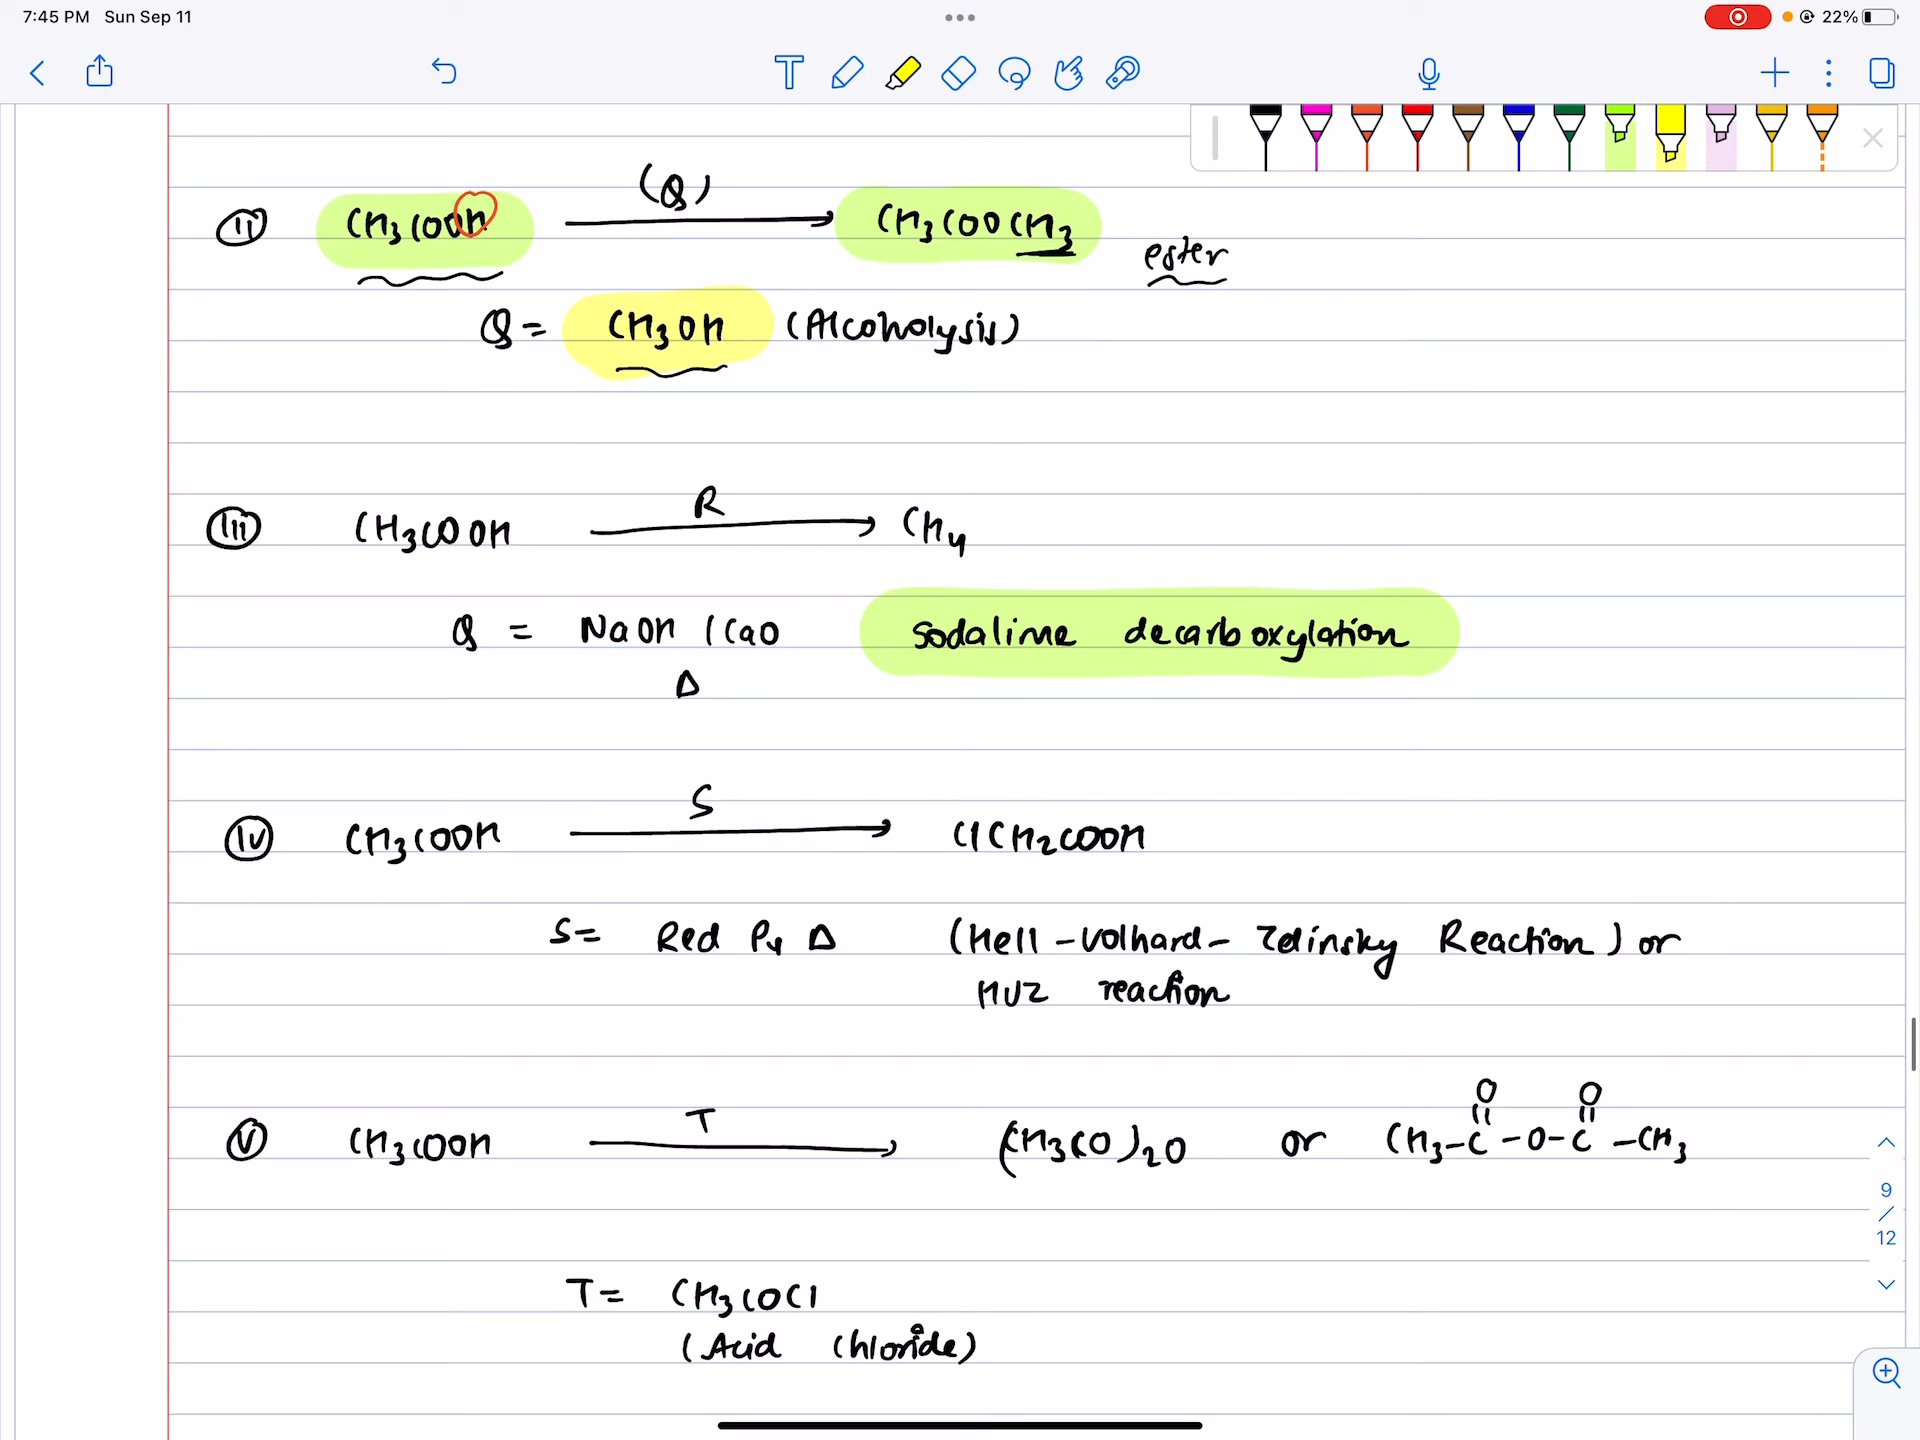 7:45 PM Sun Sep 11
22%
(Q)
(ii) CH3COOH → CH3COOCH3
ester
Q = CH3OH (Alcoholysis)
R
(iii) CH3COOH → CH4
Q = NaOH / CaO Sodalime decarboxylation
Δ
S
(iv) CH3COOH → ClCH2COOH
S = Red P4 Δ (Hell-Volhard-Zelinsky Reaction) or
HVZ reaction
O O
T
(v) CH3COOH → (CH3CO)2O or CH3-C-O-C-CH3
9
/
12
T = CH3COCl
(Acid Chloride)